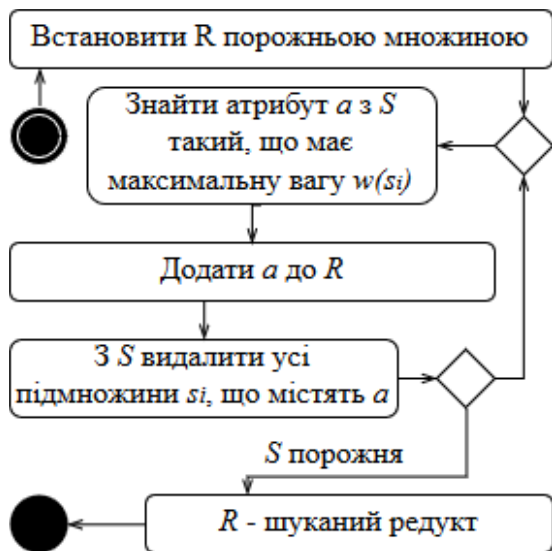 Встановити R порожньою множиною
Знайти атрибут a з S
такий, що має
максимальну вагу w(si)
Додати a до R
З S видалити усі
підмножини si, що містять a
S порожня
R - шуканий редукт